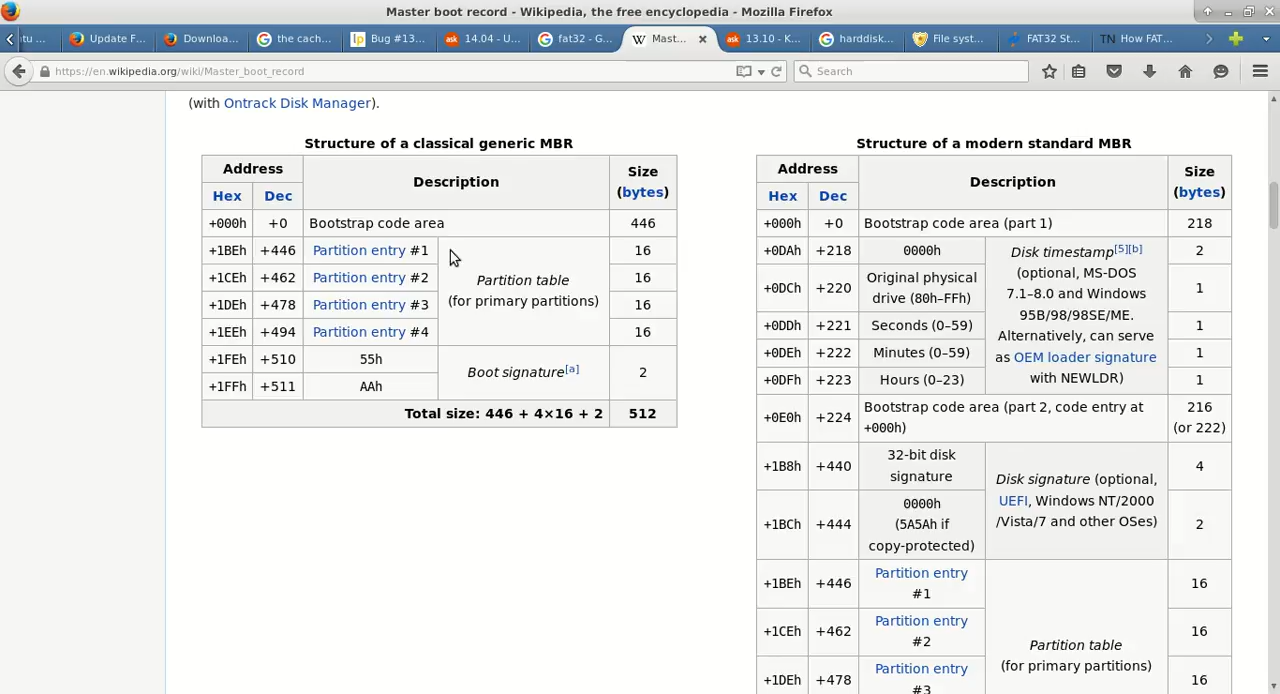 Master boot record - Wikipedia, the free encyclopedia - Mozilla Firefox
tu ...
Update F...
Downloa...
the cach...
Bug #13...
14.04 - U...
fat32 - G...
Mast...
13.10 - K...
harddisk...
File syst...
FAT32 St...
How FAT...
https://en.wikipedia.org/wiki/Master_boot_record
Search
(with Ontrack Disk Manager).
Structure of a classical generic MBR
Address Description Size (bytes)
Hex Dec
+000h +0 Bootstrap code area 446
+1BEh +446 Partition entry #1 16
+1CEh +462 Partition entry #2 16
+1DEh +478 Partition entry #3 16
+1EEh +494 Partition entry #4 16
Partition table
(for primary partitions)
+1FEh +510 55h
+1FFh +511 AAh
Boot signature[a] 2
Total size: 446 + 4×16 + 2 512
Structure of a modern standard MBR
Address Description Size (bytes)
Hex Dec
+000h +0 Bootstrap code area (part 1) 218
+0DAh +218 0000h 2
+0DCh +220 Original physical
drive (80h–FFh) 1
+0DDh +221 Seconds (0–59) 1
+0DEh +222 Minutes (0–59) 1
+0DFh +223 Hours (0–23) 1
Disk timestamp[5][b]
(optional, MS-DOS
7.1–8.0 and Windows
95B/98/98SE/ME.
Alternatively, can serve
as OEM loader signature
with NEWLDR)
+0E0h +224 Bootstrap code area (part 2, code entry at
+000h) 216
(or 222)
+1B8h +440 32-bit disk
signature 4
+1BCh +444 0000h
(5A5Ah if
copy-protected) 2
Disk signature (optional,
UEFI, Windows NT/2000
/Vista/7 and other OSes)
+1BEh +446 Partition entry
#1 16
+1CEh +462 Partition entry
#2 16
+1DEh +478 Partition entry
#3 16
Partition table
(for primary partitions)